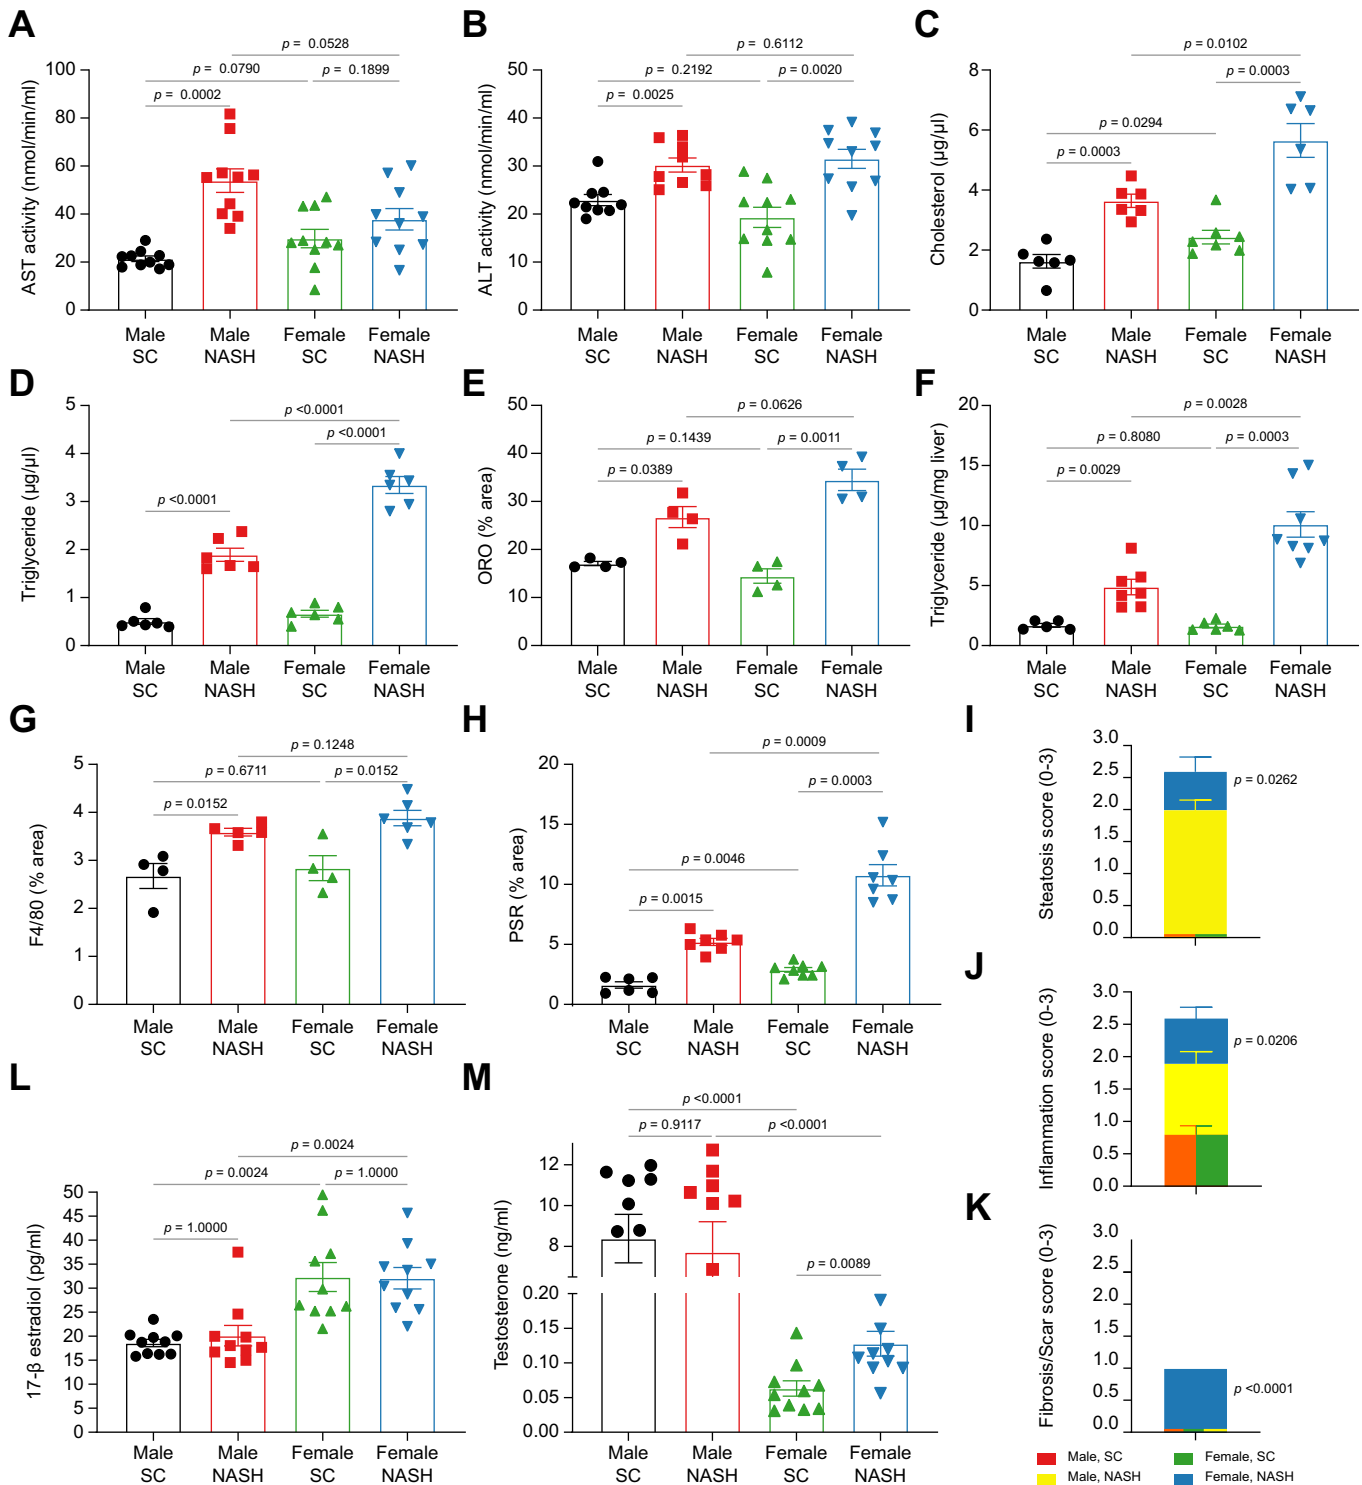 A
p = 0.0528
p = 0.0790
p = 0.1899
p = 0.0002
AST activity (nmol/min/ml)
100
80
60
40
20
0
Male SC
Male NASH
Female SC
Female NASH
B
p = 0.6112
p = 0.2192
p = 0.0020
p = 0.0025
ALT activity (nmol/min/ml)
50
40
30
20
10
0
Male SC
Male NASH
Female SC
Female NASH
C
p = 0.0102
p = 0.0003
p = 0.0294
p = 0.0003
Cholesterol (µg/µl)
8
6
4
2
0
Male SC
Male NASH
Female SC
Female NASH
D
p <0.0001
p <0.0001
p <0.0001
Triglyceride (µg/µl)
5
4
3
2
1
0
Male SC
Male NASH
Female SC
Female NASH
E
p = 0.0626
p = 0.1439
p = 0.0011
p = 0.0389
ORO (% area)
50
40
30
20
10
0
Male SC
Male NASH
Female SC
Female NASH
F
p = 0.0028
p = 0.8080
p = 0.0003
p = 0.0029
Triglyceride (µg/mg liver)
20
15
10
5
0
Male SC
Male NASH
Female SC
Female NASH
G
p = 0.1248
p = 0.6711
p = 0.0152
p = 0.0152
F4/80 (% area)
5
4
3
2
1
0
Male SC
Male NASH
Female SC
Female NASH
H
p = 0.0009
p = 0.0003
p = 0.0046
p = 0.0015
PSR (% area)
20
15
10
5
0
Male SC
Male NASH
Female SC
Female NASH
I
Steatosis score (0-3)
3.0
2.5
2.0
1.5
1.0
0.5
0.0
p = 0.0262
J
Inflammation score (0-3)
3.0
2.5
2.0
1.5
1.0
0.5
0.0
p = 0.0206
L
p = 0.0024
p = 0.0024
p = 1.0000
p = 1.0000
17-β estradiol (pg/ml)
50
45
40
35
30
25
20
15
10
5
0
Male SC
Male NASH
Female SC
Female NASH
M
p <0.0001
p = 0.9117
p <0.0001
p = 0.0089
Testosterone (ng/ml)
12
10
8
0.20
0.15
0.10
0.05
0.00
Male SC
Male NASH
Female SC
Female NASH
K
Fibrosis/Scar score (0-3)
3.0
2.5
2.0
1.5
1.0
0.5
0.0
p <0.0001
Male, SC
Female, SC
Male, NASH
Female, NASH